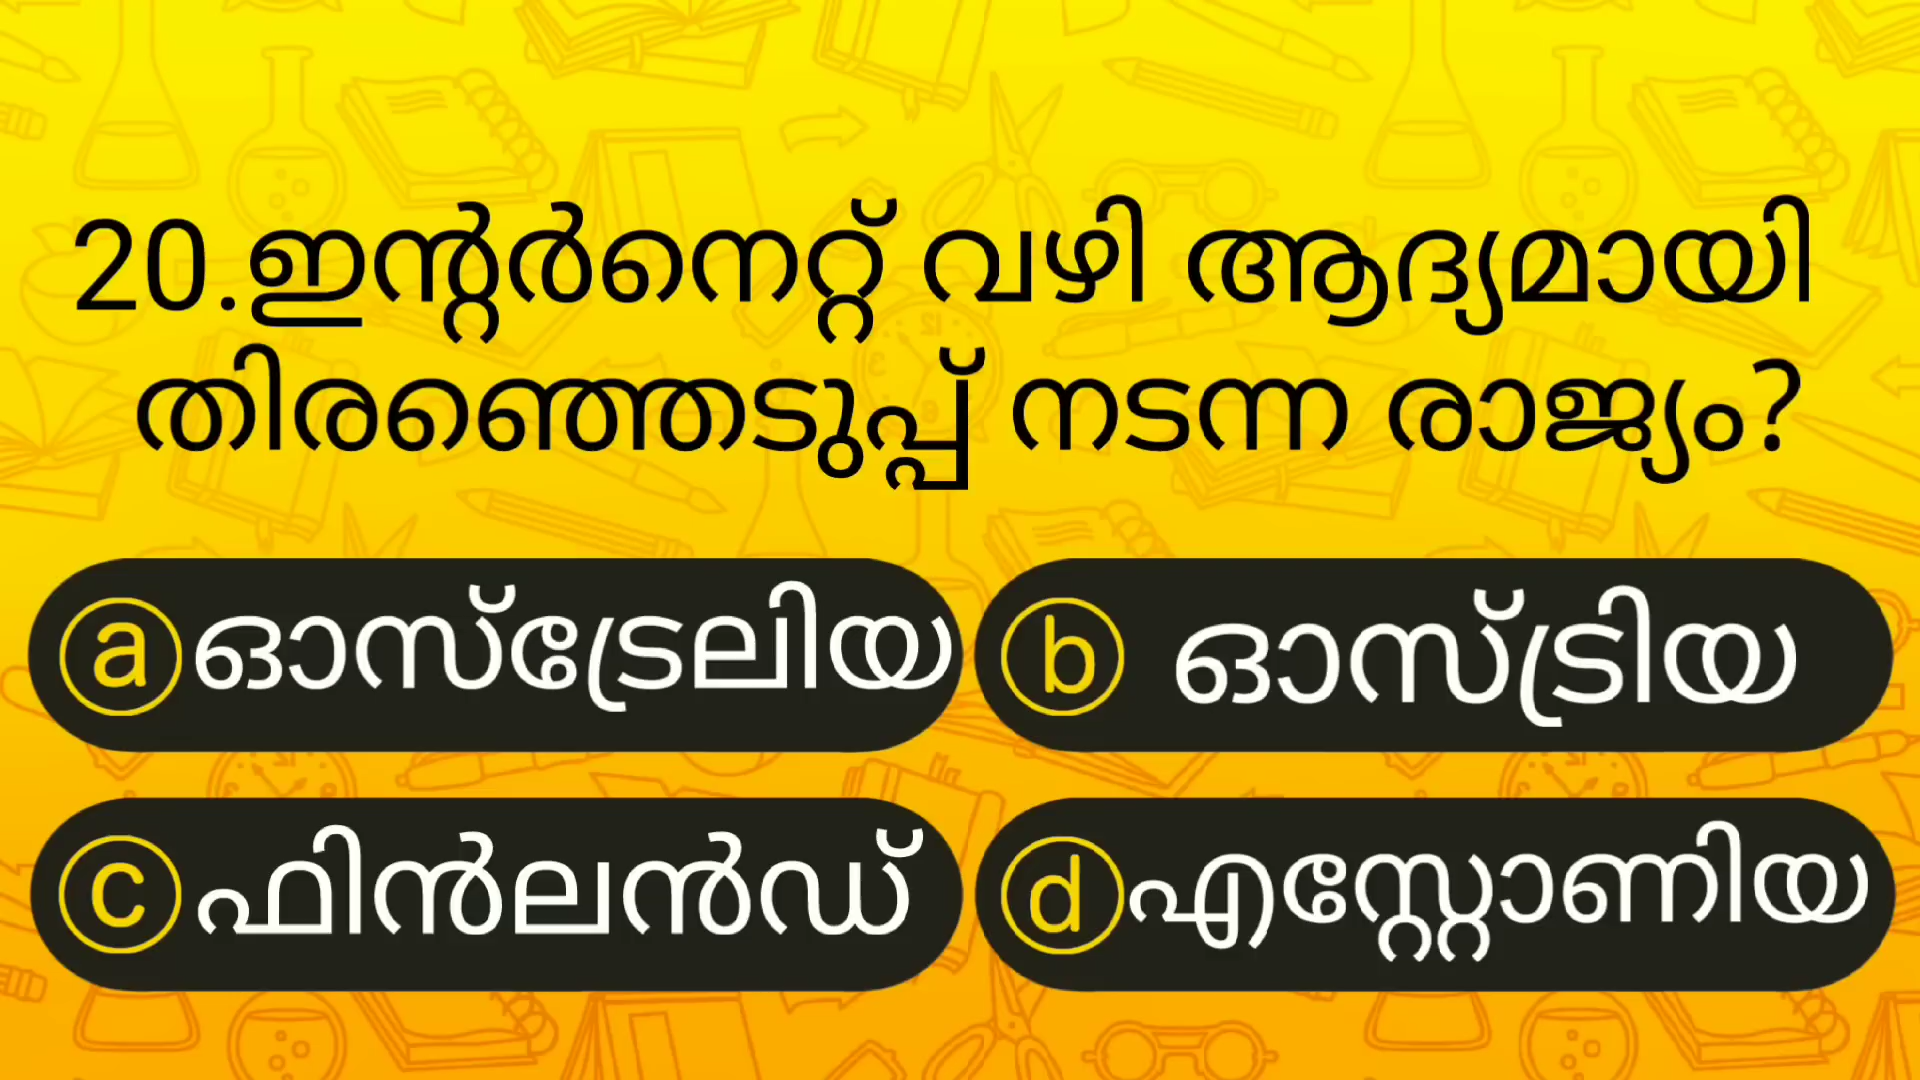 20.ഇന്റർനെറ്റ് വഴി ആദ്യമായി
തിരഞ്ഞെടുപ്പ് നടന്ന രാജ്യം?
a ഓസ്ട്രേലിയ
b ഓസ്ട്രിയ
c ഫിൻലൻഡ്
d എസ്റ്റോണിയ